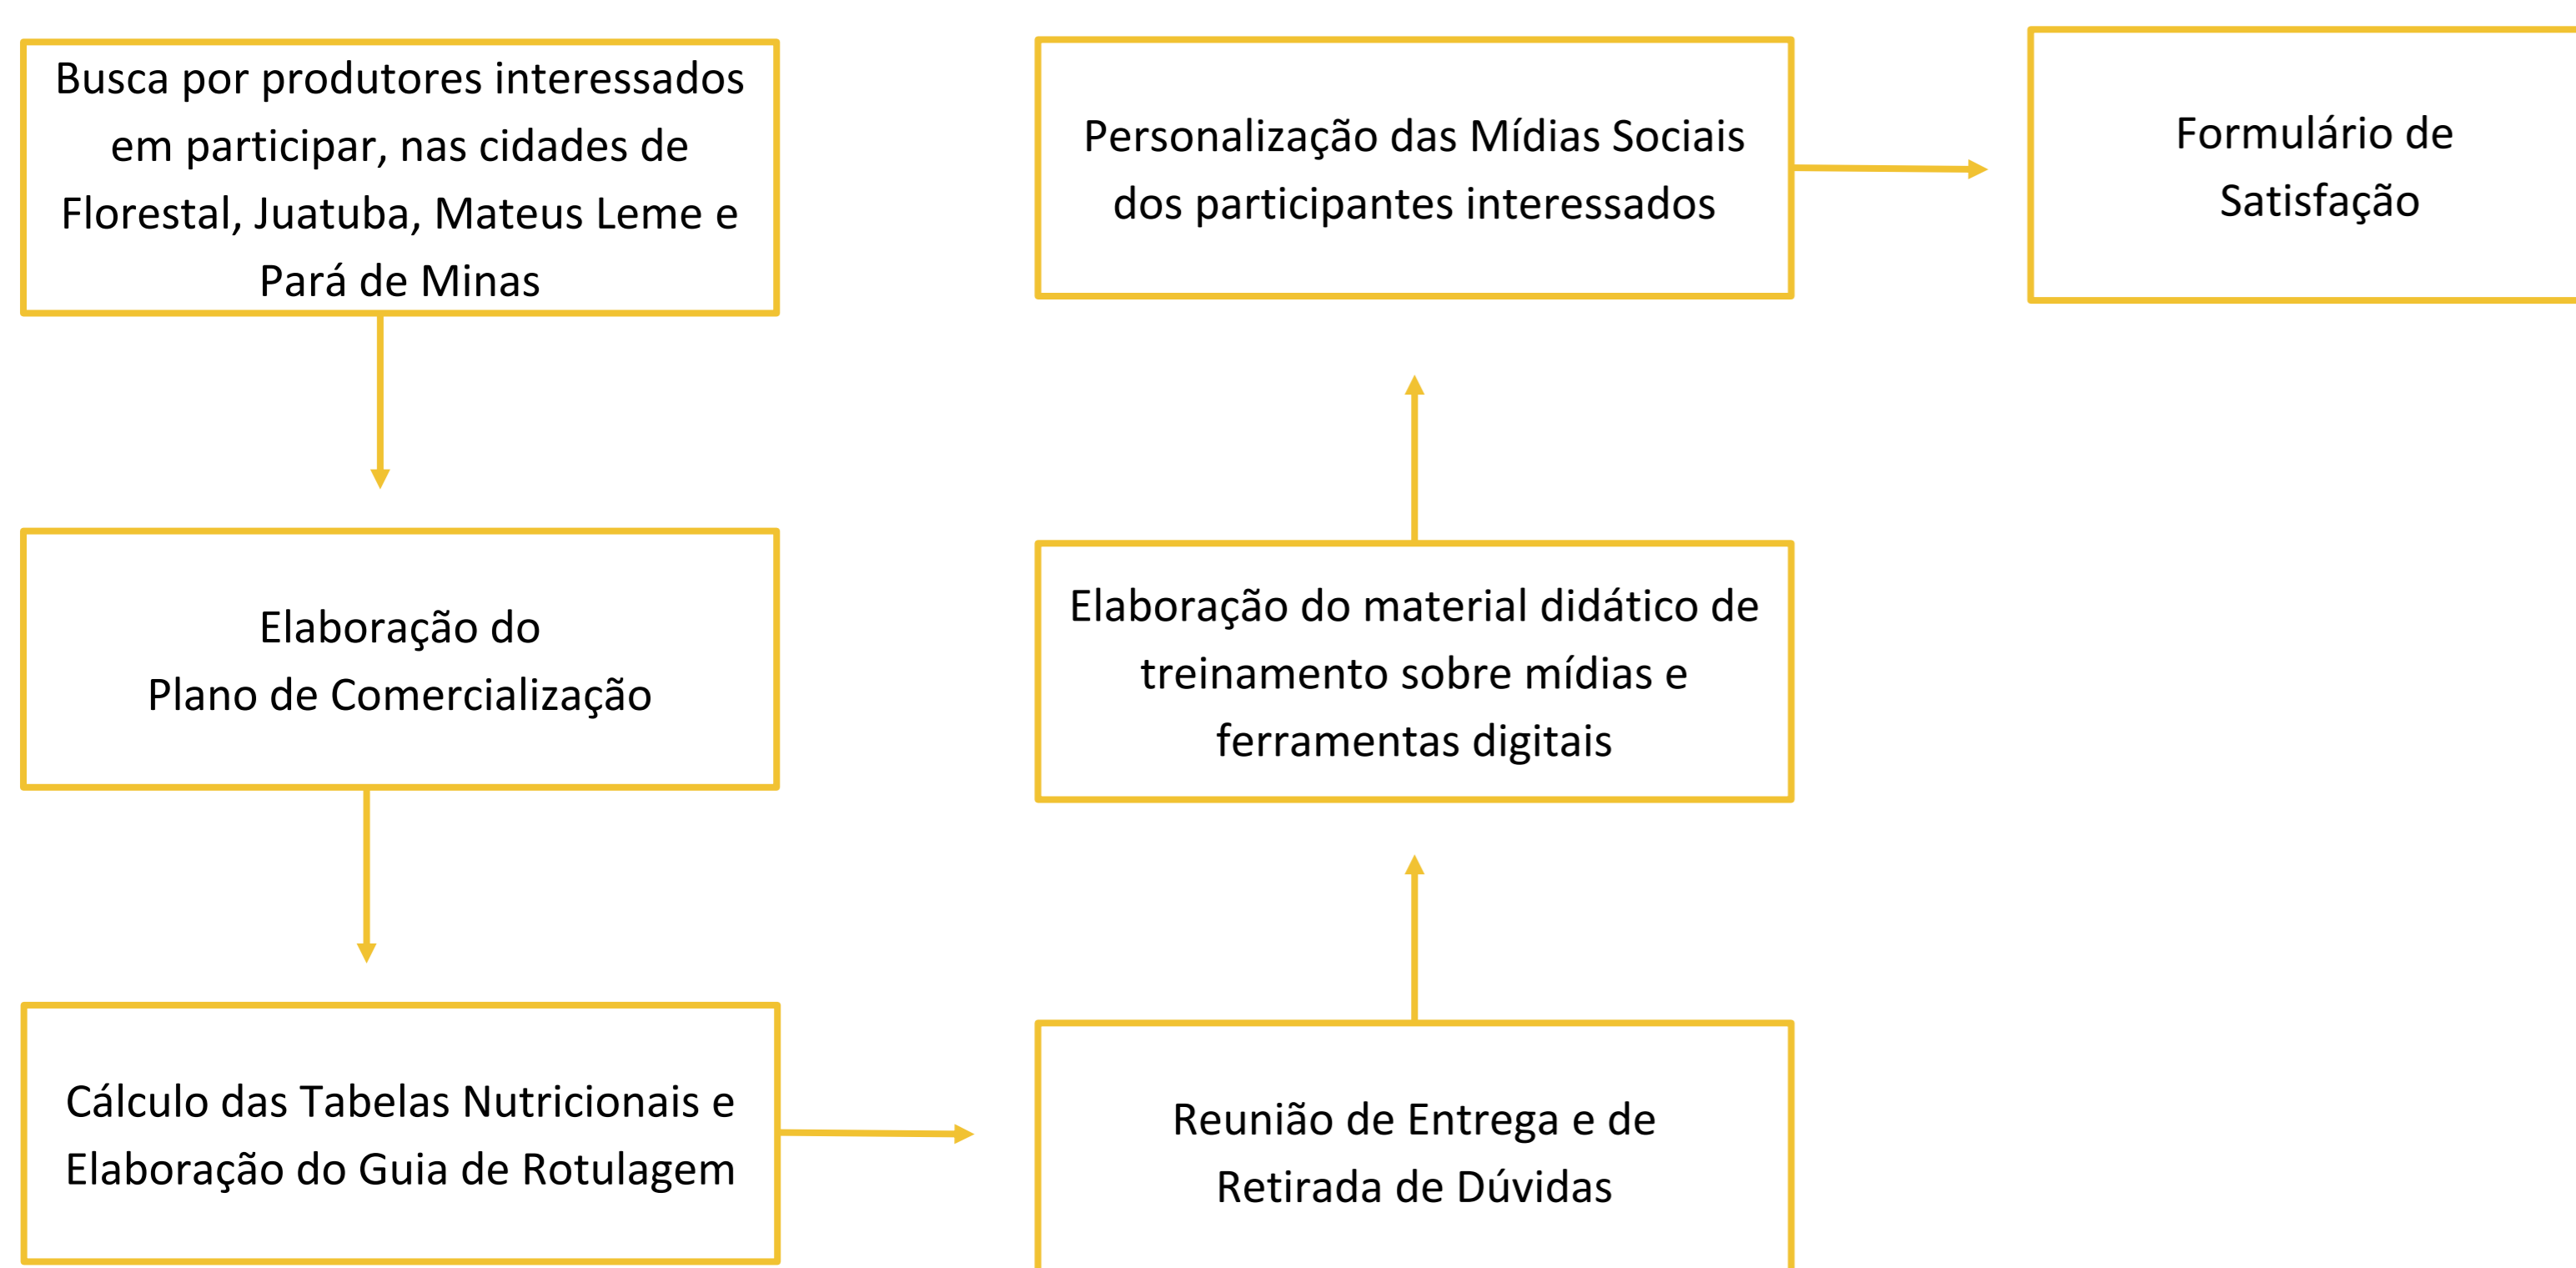 Busca por produtores interessados
em participar, nas cidades de
Florestal, Juatuba, Mateus Leme e
Pará de Minas
Elaboração do
Plano de Comercialização
Cálculo das Tabelas Nutricionais e
Elaboração do Guia de Rotulagem
Reunião de Entrega e de
Retirada de Dúvidas
Elaboração do material didático de
treinamento sobre mídias e
ferramentas digitais
Personalização das Mídias Sociais
dos participantes interessados
Formulário de
Satisfação